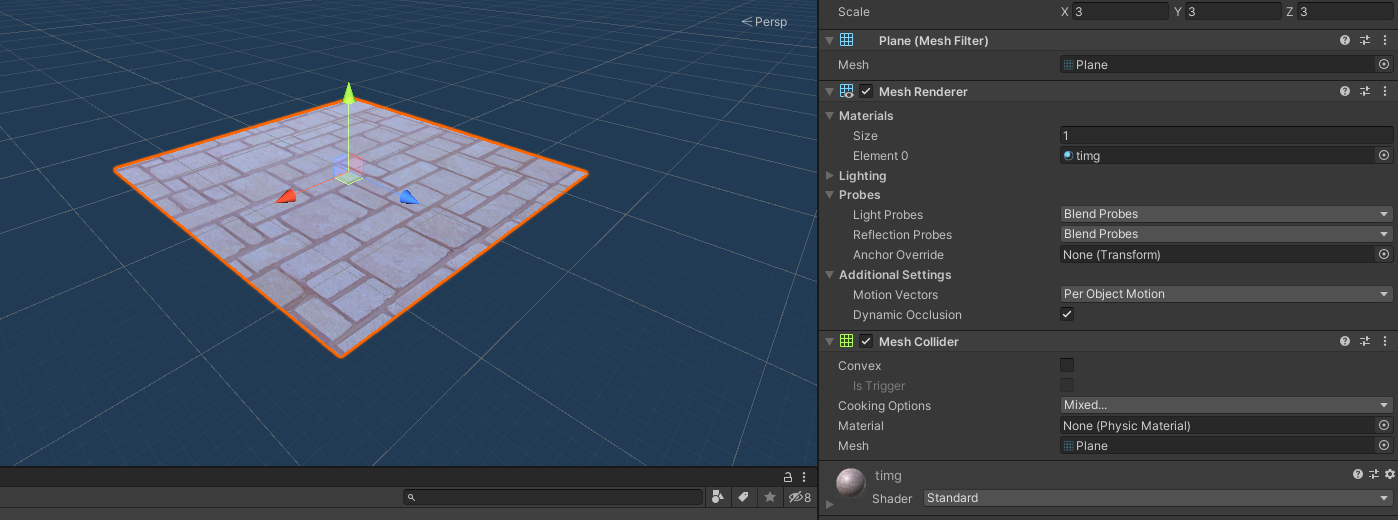 Persp
Scale X 3 Y 3 Z 3
Plane (Mesh Filter)
Mesh Plane
Mesh Renderer
Materials
Size 1
Element 0 timg
Lighting
Probes
Light Probes Blend Probes
Reflection Probes Blend Probes
Anchor Override None (Transform)
Additional Settings
Motion Vectors Per Object Motion
Dynamic Occlusion
Mesh Collider
Convex
Is Trigger
Cooking Options Mixed...
Material None (Physic Material)
Mesh Plane
timg
Shader Standard
8